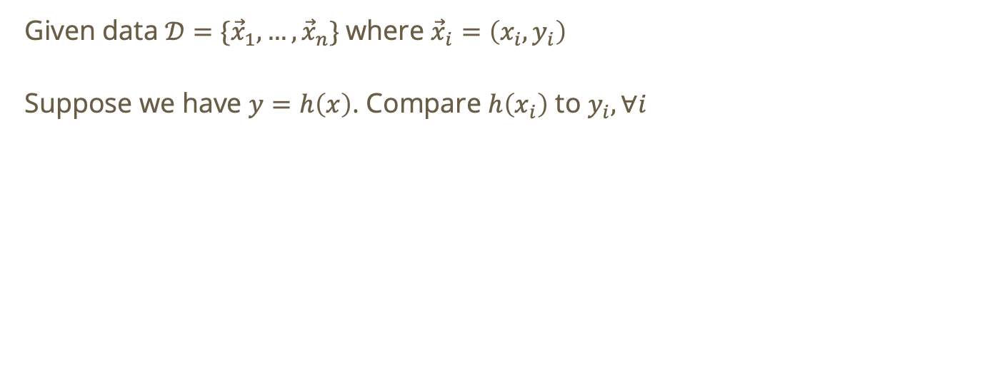 Given data 𝒟 = {x⃗₁, … , x⃗ₙ} where x⃗ᵢ = (xᵢ, yᵢ)
Suppose we have y = h(x). Compare h(xᵢ) to yᵢ, ∀i